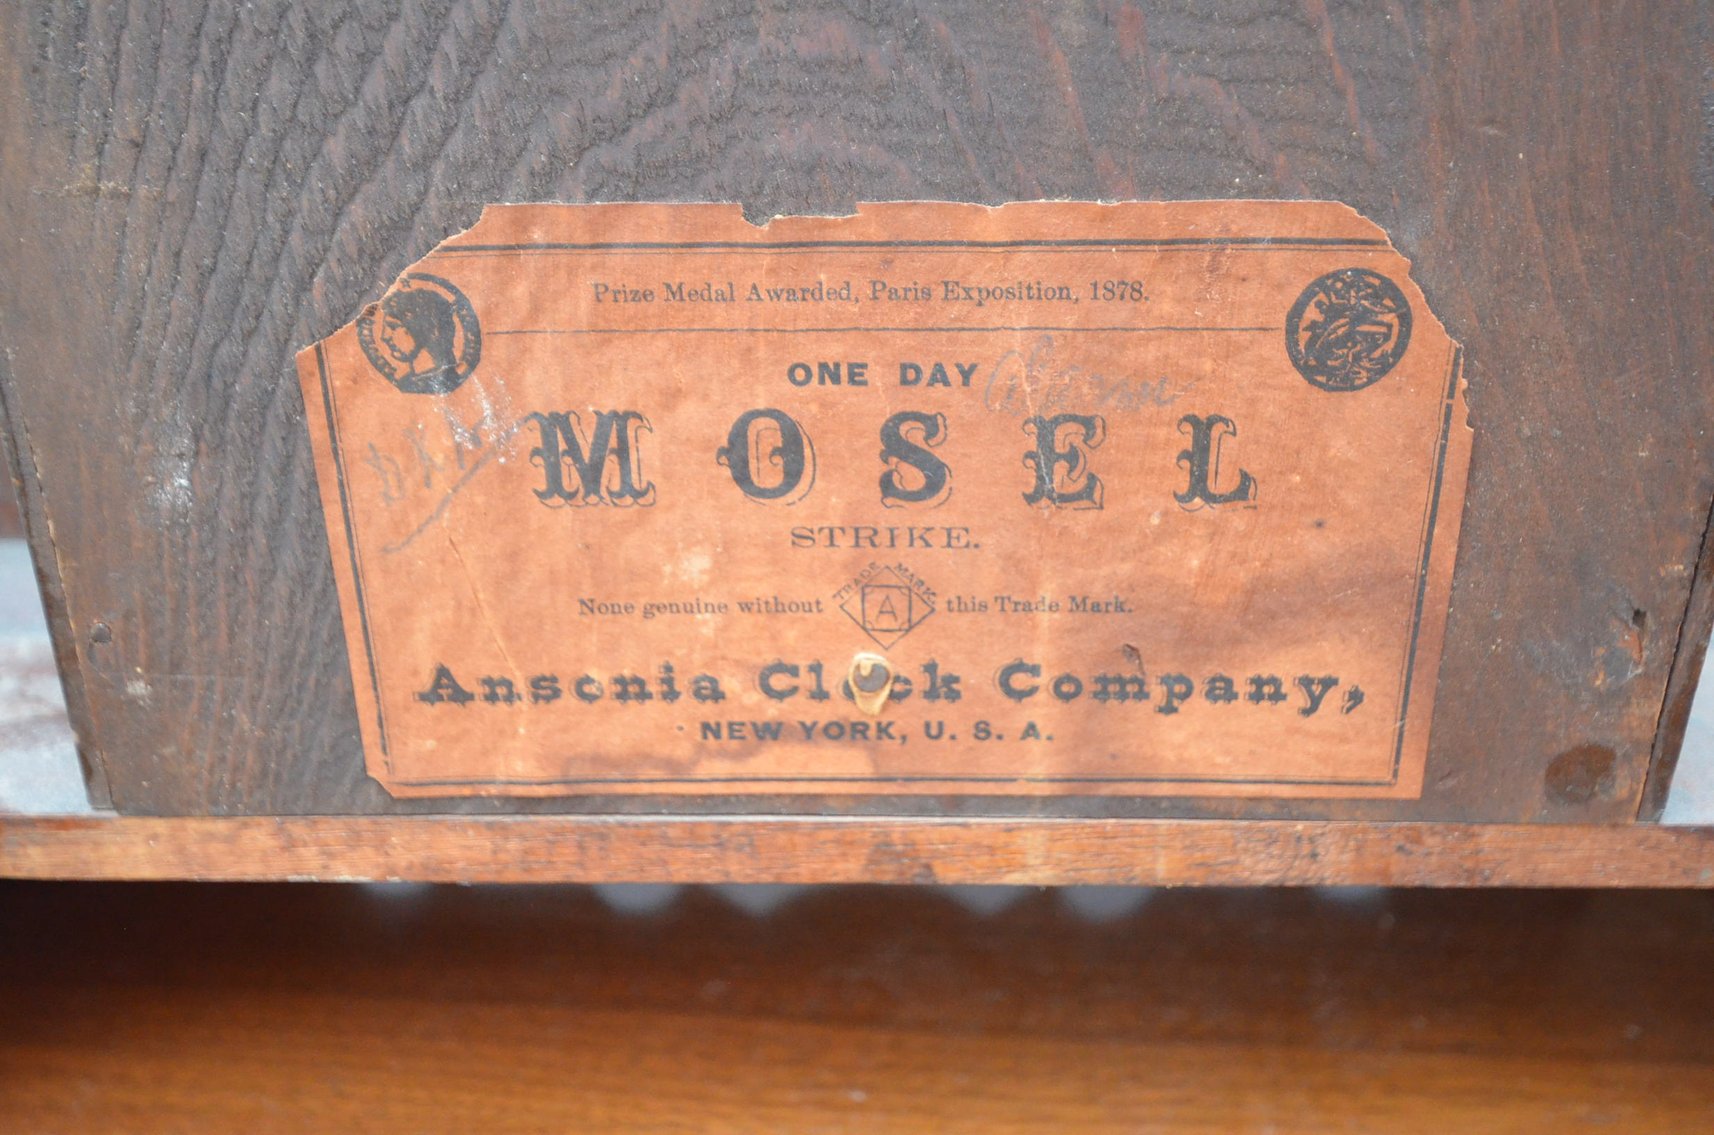 Prize Medal Awarded, Paris Exposition, 1878.
ONE DAY
MOSEL
STRIKE.
TRADE MARK.
A
None genuine without this Trade Mark.
Ansonia Clock Company,
NEW YORK, U. S. A.